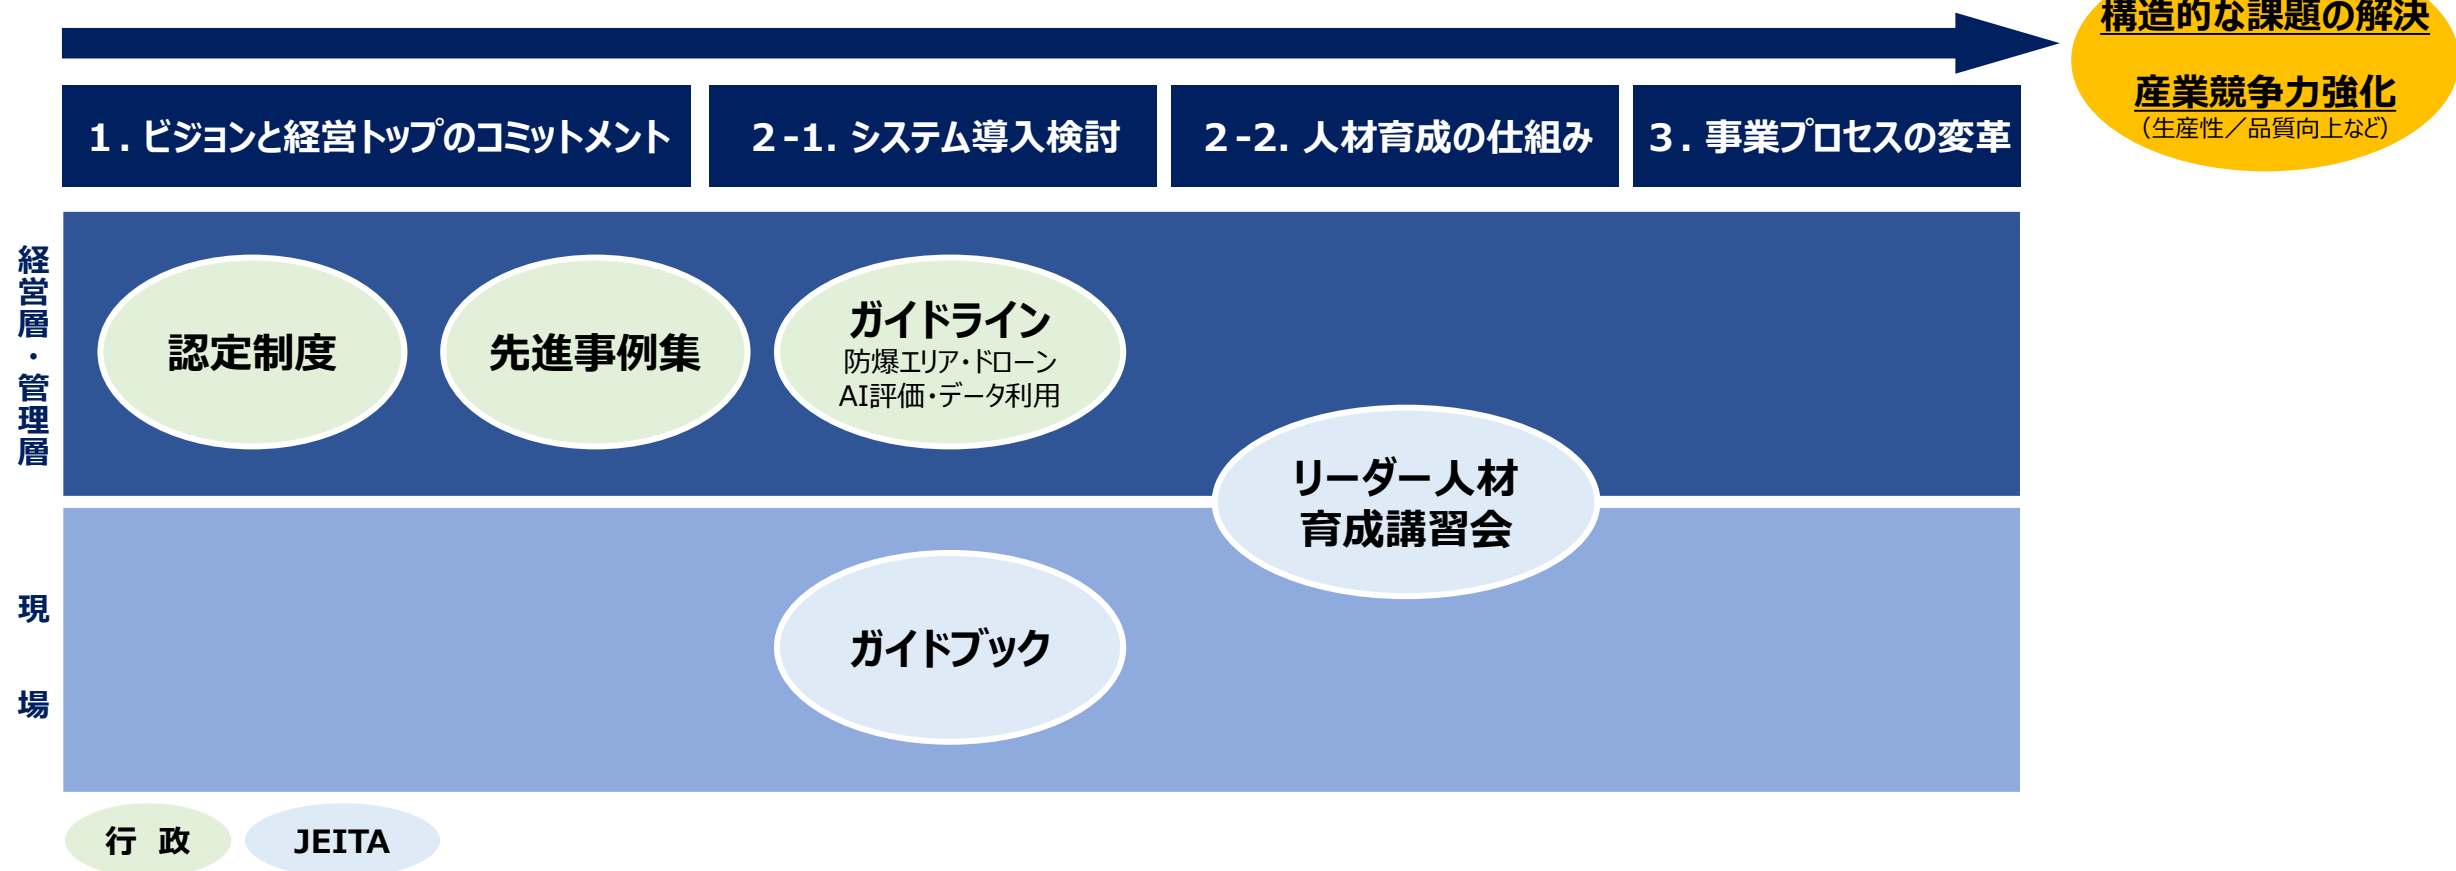 構造的な課題の解決
産業競争力強化
（生産性／品質向上など）
1．ビジョンと経営トップのコミットメント
2-1．システム導入検討
2-2．人材育成の仕組み
3．事業プロセスの変革
経営層・管理層
認定制度
先進事例集
ガイドライン
防爆エリア・ドローン
AI評価・データ利用
リーダー人材
育成講習会
現場
ガイドブック
行 政
JEITA